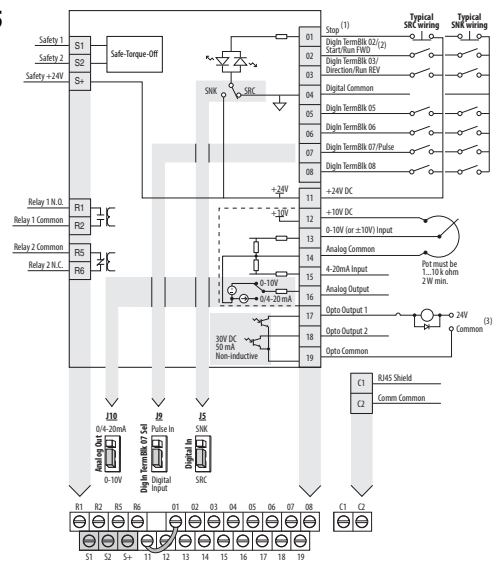 5
Typical
SRC wiring
Typical
SNK wiring
Safety 1
S1
Safety 2
S2
Safety +24V
S+
Safe-Torque-Off
SNK
SRC
01
Stop (1)
02
DigIn TermBlk 02/
Start/Run FWD (2)
03
DigIn TermBlk 03/
Direction/Run REV
04
Digital Common
05
DigIn TermBlk 05
06
DigIn TermBlk 06
07
DigIn TermBlk 07/Pulse
08
DigIn TermBlk 08
+24V
11
+24V DC
+10V
12
+10V DC
13
0-10V (or ±10V) Input
14
Analog Common
15
4-20mA Input
16
Analog Output
Pot must be
1...10 k ohm
2 W min.
Relay 1 N.O.
R1
Relay 1 Common
R2
Relay 2 Common
R5
Relay 2 N.C.
R6
0-10V
0/4-20 mA
17
Opto Output 1
18
Opto Output 2
19
Opto Common
24V
Common
(3)
30V DC
50 mA
Non-inductive
C1
RJ45 Shield
C2
Comm Common
J10
0/4-20mA
Analog Out
0-10V
J9
Pulse In
DigIn TermBlk 07 Sel
Digital
Input
J5
SNK
Digital In
SRC
R1 R2 R5 R6 01 02 03 04 05 06 07 08 C1 C2
S1 S2 S+ 11 12 13 14 15 16 17 18 19